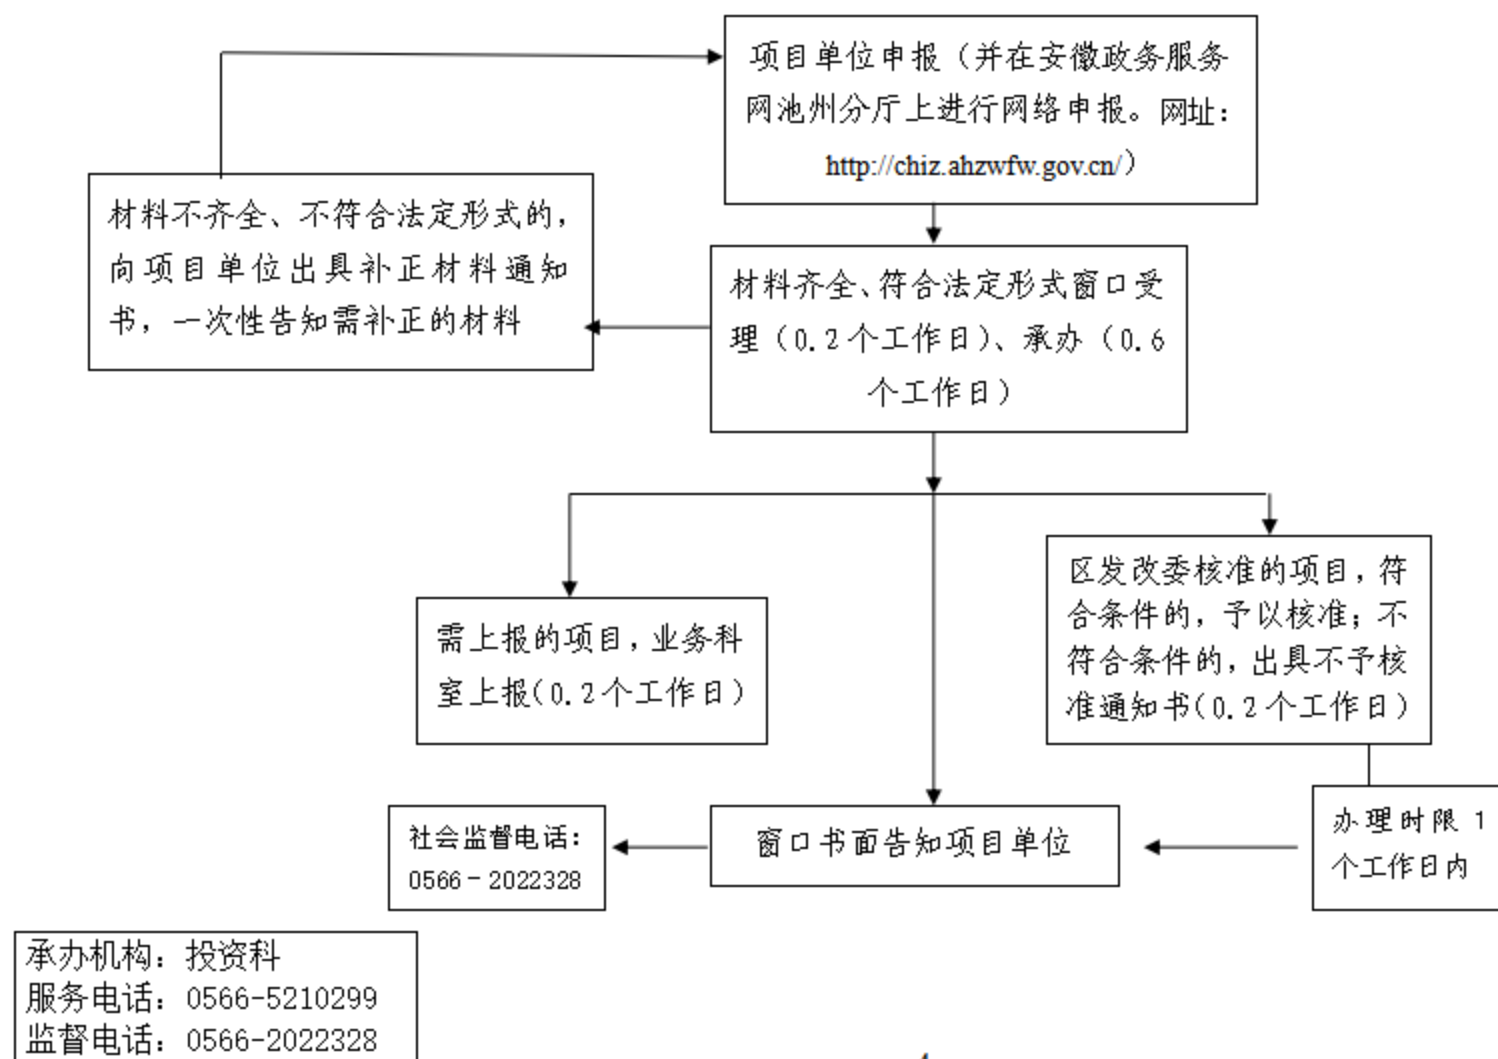 项目单位申报（并在安徽政务服务
网池州分厅上进行网络申报。网址：
http://chiz.ahzwfw.gov.cn/）
材料不齐全、不符合法定形式的，
向项目单位出具补正材料通知
书，一次性告知需补正的材料
材料齐全、符合法定形式窗口受
理（0.2个工作日）、承办（0.6
个工作日）
需上报的项目，业务科
室上报(0.2个工作日)
区发改委核准的项目，符
合条件的，予以核准；不
符合条件的，出具不予核
准通知书(0.2个工作日)
社会监督电话：
0566－2022328
窗口书面告知项目单位
办理时限 1
个工作日内
承办机构：投资科
服务电话：0566-5210299
监督电话：0566-2022328